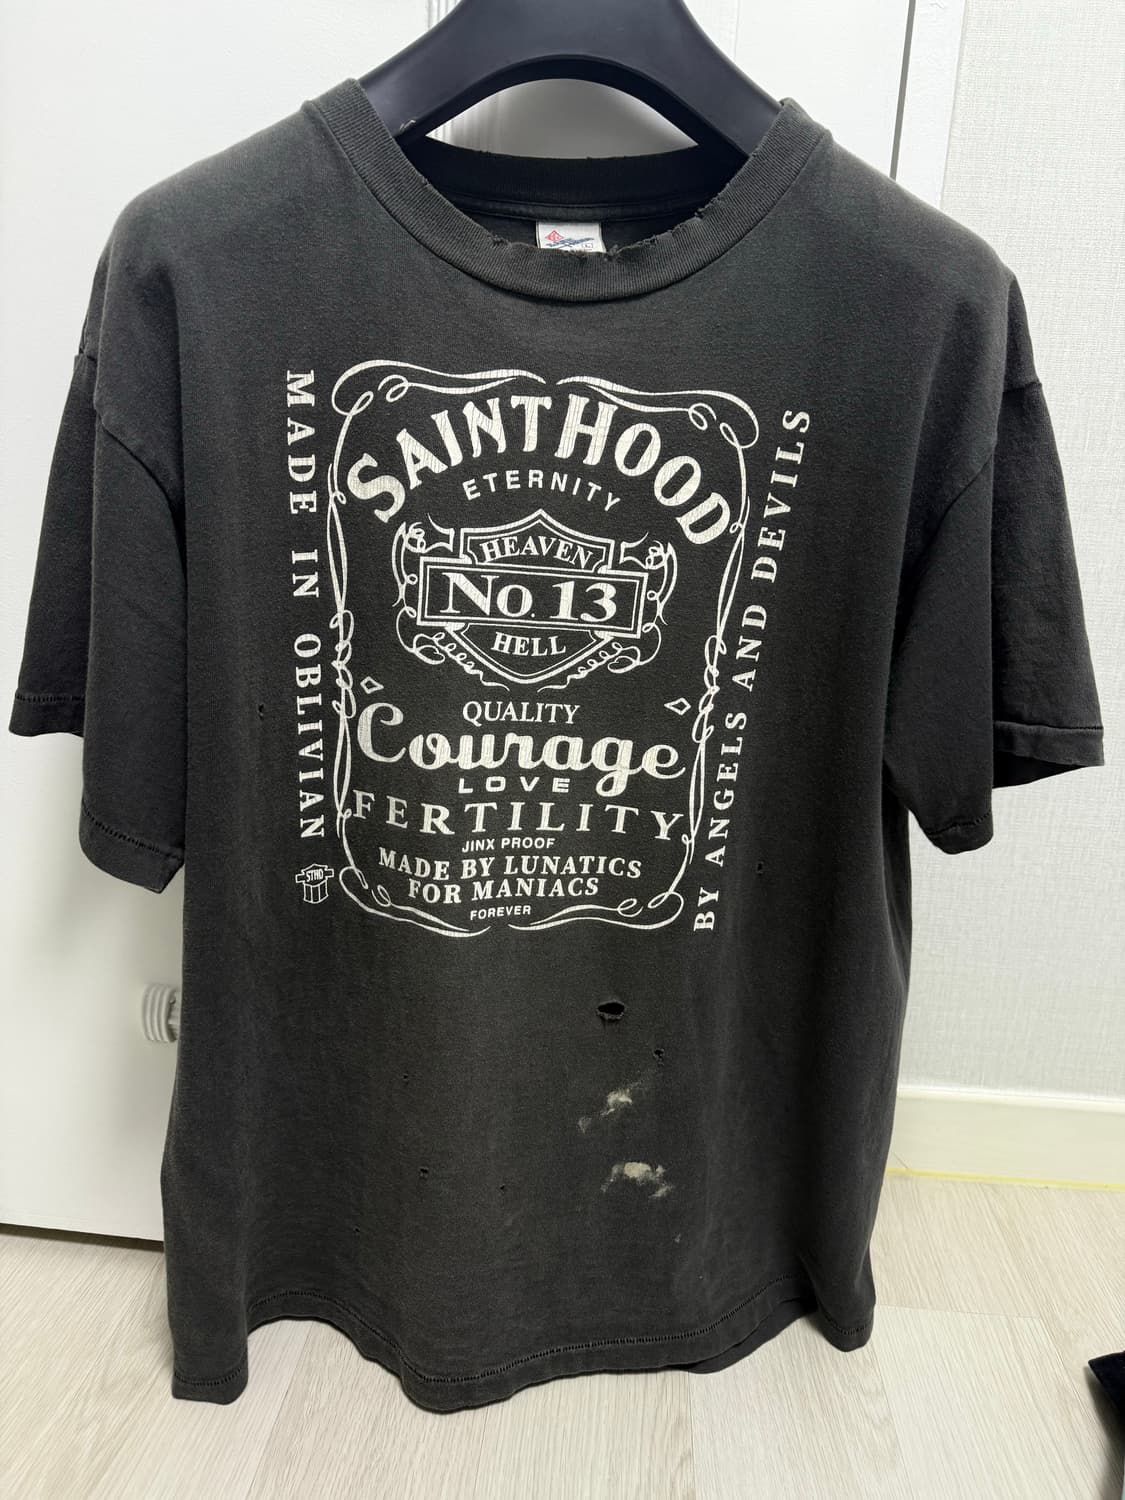 SAINTHOOD
ETERNITY
HEAVEN
No. 13
HELL
QUALITY
Courage
LOVE
FERTILITY
JINX PROOF
MADE BY LUNATICS
FOR MANIACS
FOREVER
MADE IN OBLIVIAN
BY ANGELS AND DEVILS
STHD